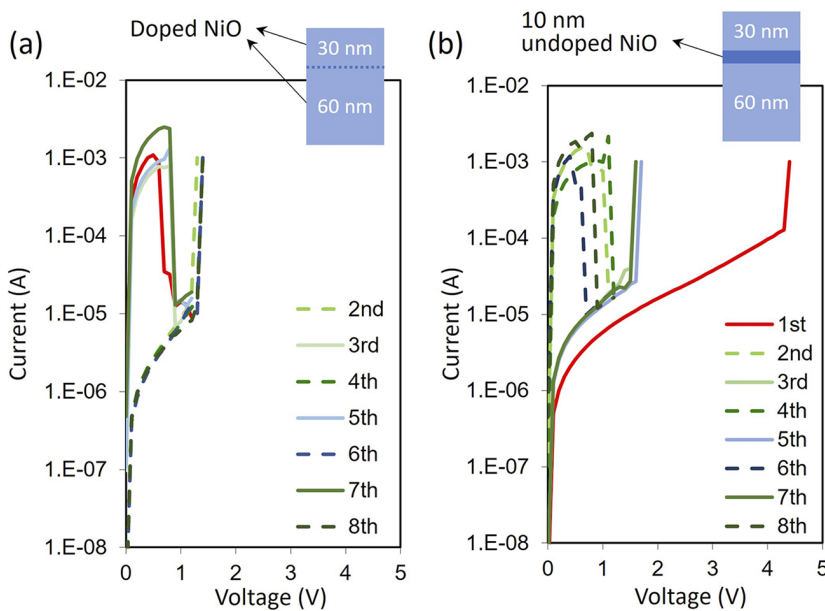 (a)
Doped NiO
30 nm
60 nm
1.E-02
1.E-03
1.E-04
1.E-05
1.E-06
1.E-07
1.E-08
Current (A)
2nd
3rd
4th
5th
6th
7th
8th
0
1
2
3
4
5
Voltage (V)
(b)
10 nm
undoped NiO
30 nm
60 nm
1.E-02
1.E-03
1.E-04
1.E-05
1.E-06
1.E-07
1.E-08
Current (A)
1st
2nd
3rd
4th
5th
6th
7th
8th
0
1
2
3
4
5
Voltage (V)